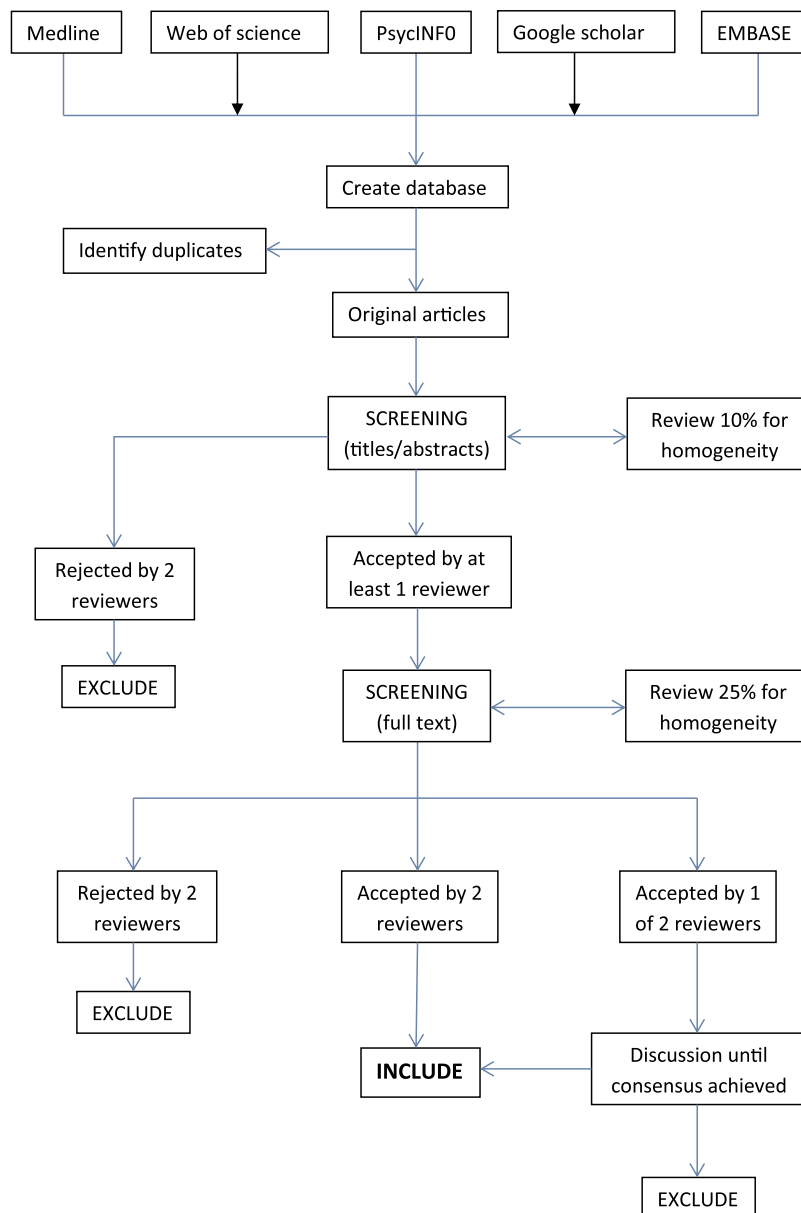 Medline
Web of science
PsycINF0
Google scholar
EMBASE
Create database
Identify duplicates
Original articles
SCREENING
(titles/abstracts)
Review 10% for
homogeneity
Rejected by 2
reviewers
Accepted by at
least 1 reviewer
EXCLUDE
SCREENING
(full text)
Review 25% for
homogeneity
Rejected by 2
reviewers
Accepted by 2
reviewers
Accepted by 1
of 2 reviewers
EXCLUDE
INCLUDE
Discussion until
consensus achieved
EXCLUDE